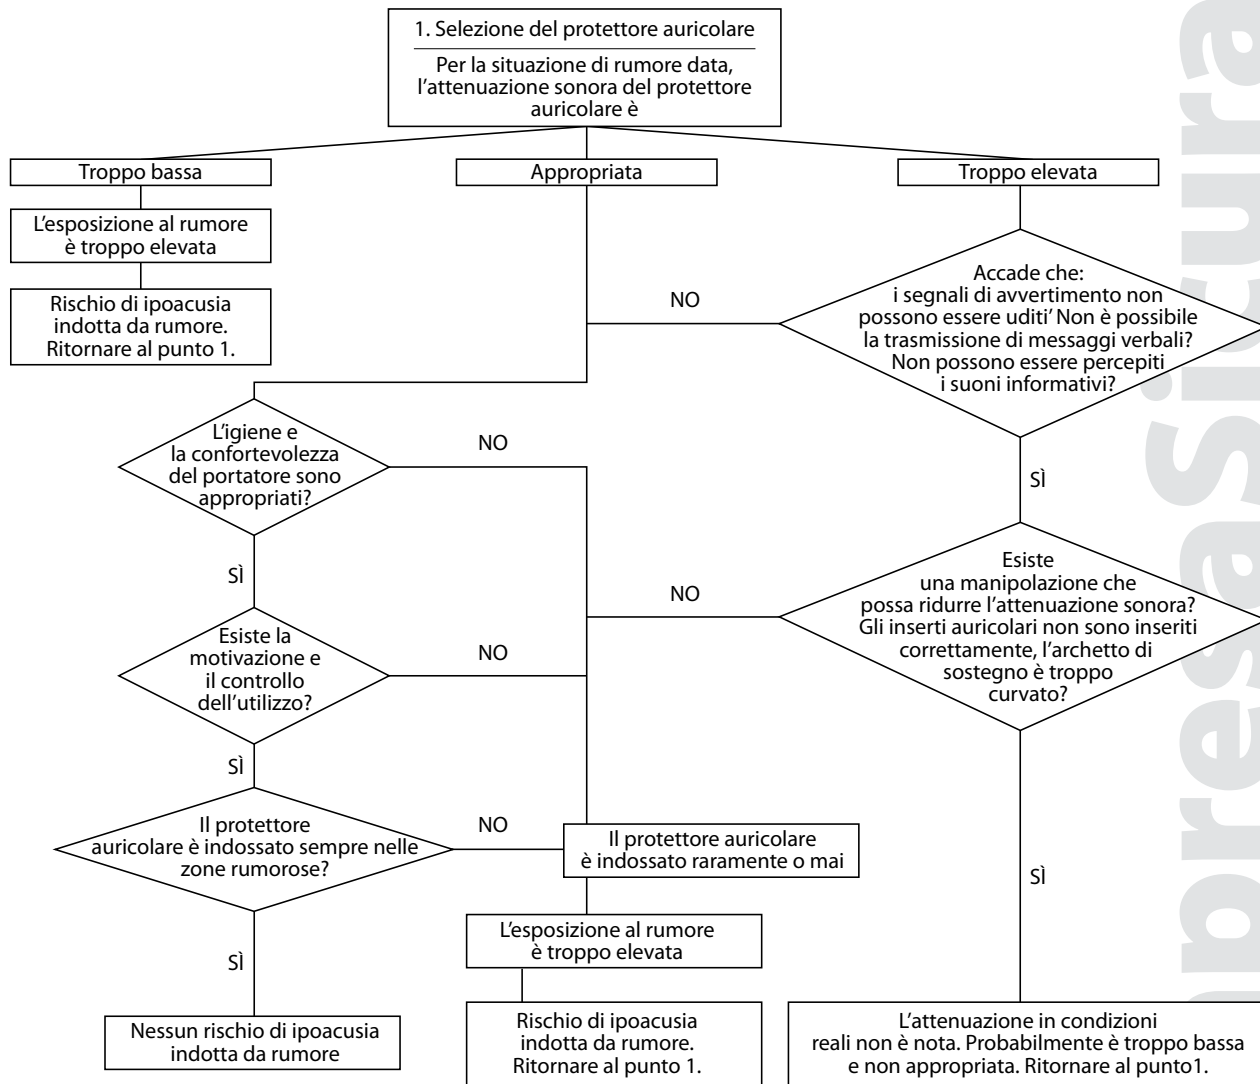 1. Selezione del protettore auricolare
Per la situazione di rumore data,
l'attenuazione sonora del protettore
auricolare è
Troppo bassa
Appropriata
Troppo elevata
L'esposizione al rumore
è troppo elevata
Rischio di ipoacusia
indotta da rumore.
Ritornare al punto 1.
NO
Accade che:
i segnali di avvertimento non
possono essere uditi' Non è possibile
la trasmissione di messaggi verbali?
Non possono essere percepiti
i suoni informativi?
L'igiene e
la confortevolezza
del portatore sono
appropriati?
NO
SÌ
SÌ
Esiste
una manipolazione che
possa ridurre l'attenuazione sonora?
Gli inserti auricolari non sono inseriti
correttamente, l'archetto di
sostegno è troppo
curvato?
NO
Esiste la
motivazione e
il controllo
dell'utilizzo?
NO
SÌ
Il protettore
auricolare è indossato sempre nelle
zone rumorose?
NO
Il protettore auricolare
è indossato raramente o mai
SÌ
L'esposizione al rumore
è troppo elevata
SÌ
Nessun rischio di ipoacusia
indotta da rumore
Rischio di ipoacusia
indotta da rumore.
Ritornare al punto 1.
L'attenuazione in condizioni
reali non è nota. Probabilmente è troppo bassa
e non appropriata. Ritornare al punto1.
presaSicura